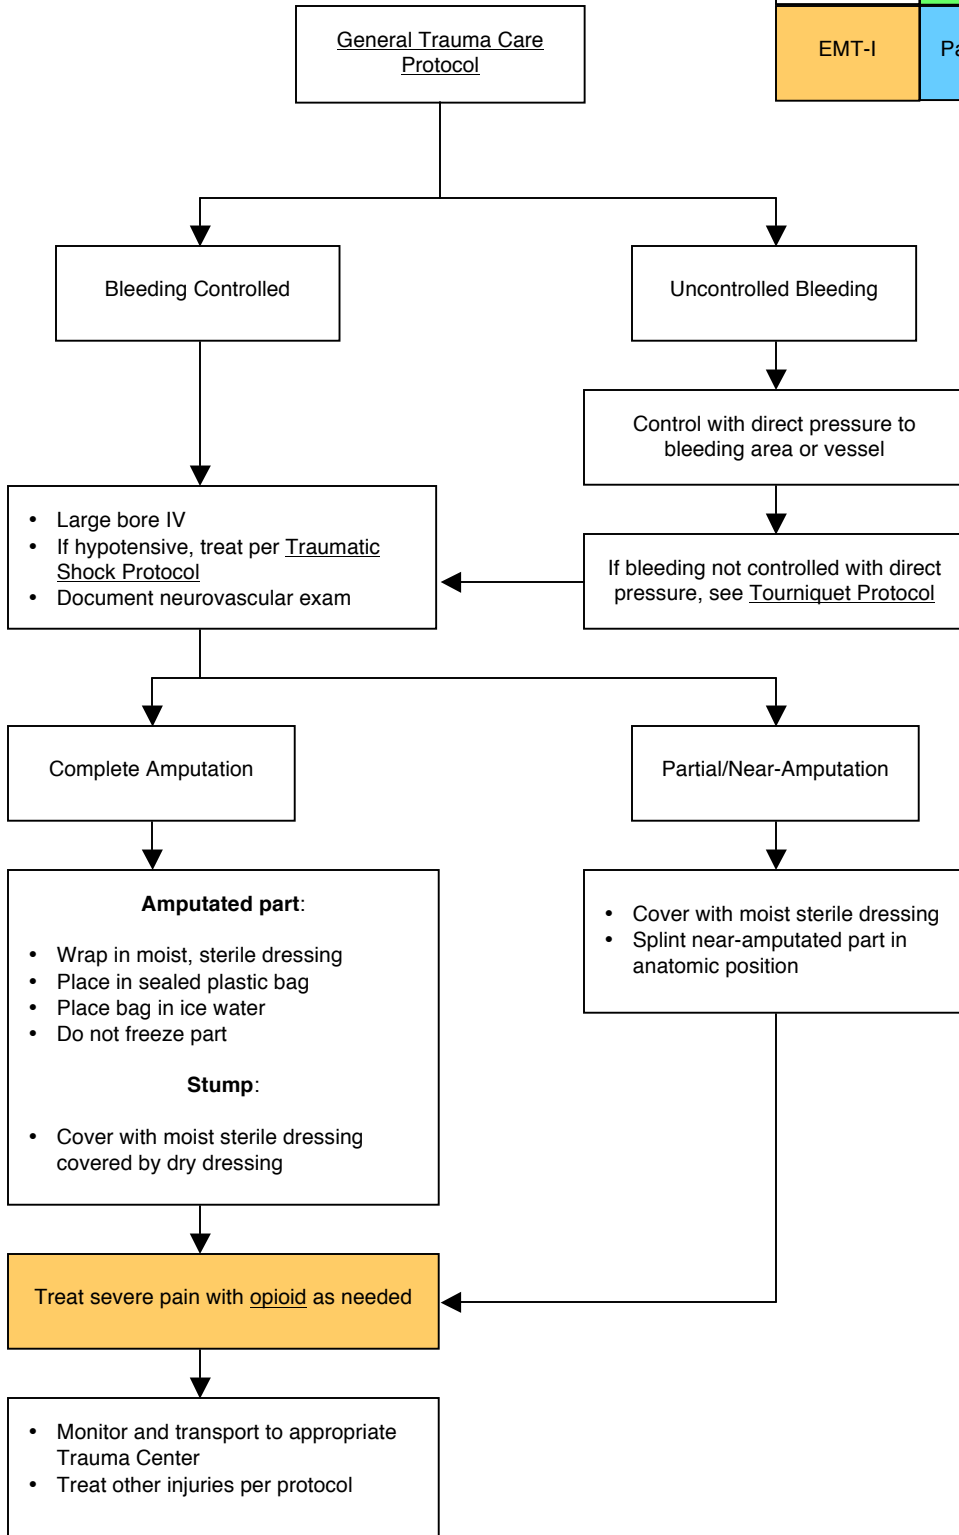 General Trauma Care
Protocol
EMT-I
Bleeding Controlled
Uncontrolled Bleeding
Control with direct pressure to
bleeding area or vessel
• Large bore IV
• If hypotensive, treat per Traumatic
Shock Protocol
• Document neurovascular exam
If bleeding not controlled with direct
pressure, see Tourniquet Protocol
Complete Amputation
Partial/Near-Amputation
Amputated part:
• Wrap in moist, sterile dressing
• Place in sealed plastic bag
• Place bag in ice water
• Do not freeze part
Stump:
• Cover with moist sterile dressing
covered by dry dressing
• Cover with moist sterile dressing
• Splint near-amputated part in
anatomic position
Treat severe pain with opioid as needed
• Monitor and transport to appropriate
Trauma Center
• Treat other injuries per protocol